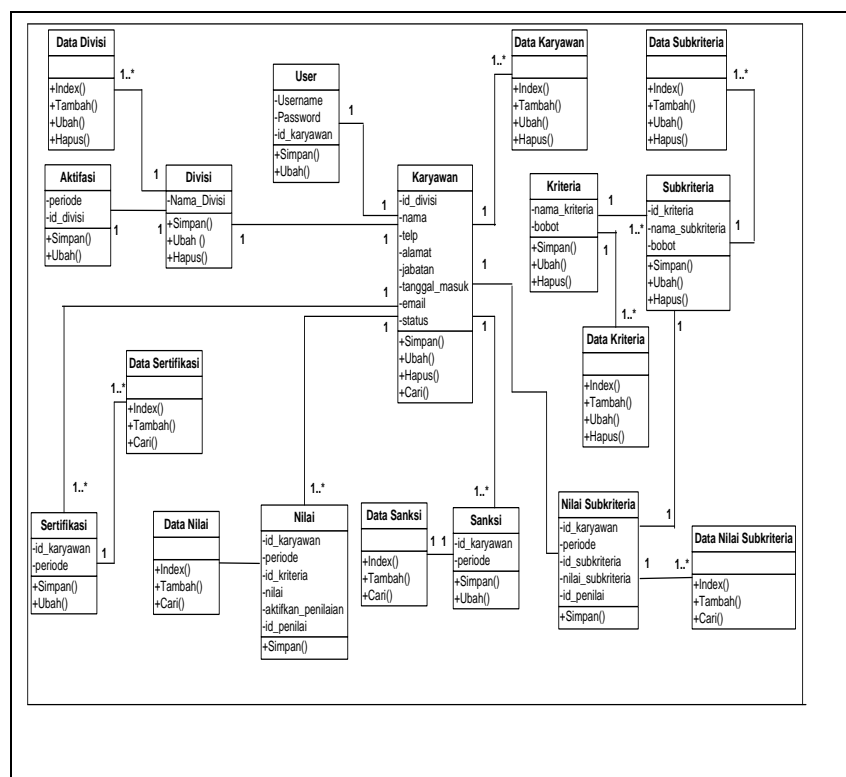 Data Divisi
+Index()
+Tambah()
+Ubah()
+Hapus()
1..*
1
User
-Username
-Password
-id_karyawan
+Simpan()
+Ubah()
1
1
Data Karyawan
+Index()
+Tambah()
+Ubah()
+Hapus()
1..*
1
Data Subkriteria
+Index()
+Tambah()
+Ubah()
+Hapus()
1
1
Aktifasi
-periode
-id_divisi
+Simpan()
+Ubah()
1
1
Divisi
-Nama_Divisi
+Simpan()
+Ubah ()
+Hapus()
1
1
Karyawan
-id_divisi
-nama
-telp
-alamat
-jabatan
-tanggal_masuk
-email
-status
+Simpan()
+Ubah()
+Hapus()
+Cari()
1
1
1
1
Kriteria
-nama_kriteria
-bobot
+Simpan()
+Ubah()
+Hapus()
1
1..*
1
1..*
Subkriteria
-id_kriteria
-nama_subkriteria
-bobot
+Simpan()
+Ubah()
+Hapus()
1
Data Kriteria
+Index()
+Tambah()
+Ubah()
+Hapus()
Data Sertifikasi
+Index()
+Tambah()
+Cari()
1..*
1..*
Sertifikasi
-id_karyawan
-periode
+Simpan()
+Ubah()
1
Data Nilai
+Index()
+Tambah()
+Cari()
1..*
Nilai
-id_karyawan
-periode
-id_kriteria
-nilai
-aktifkan_penilaian
-id_penilai
+Simpan()
Data Sanksi
+Index()
+Tambah()
+Cari()
1 1
1..*
Sanksi
-id_karyawan
-periode
+Simpan()
+Ubah()
Nilai Subkriteria
-id_karyawan
-periode
-id_subkriteria
-nilai_subkriteria
-id_penilai
+Simpan()
1
1
1..*
Data Nilai Subkriteria
+Index()
+Tambah()
+Cari()